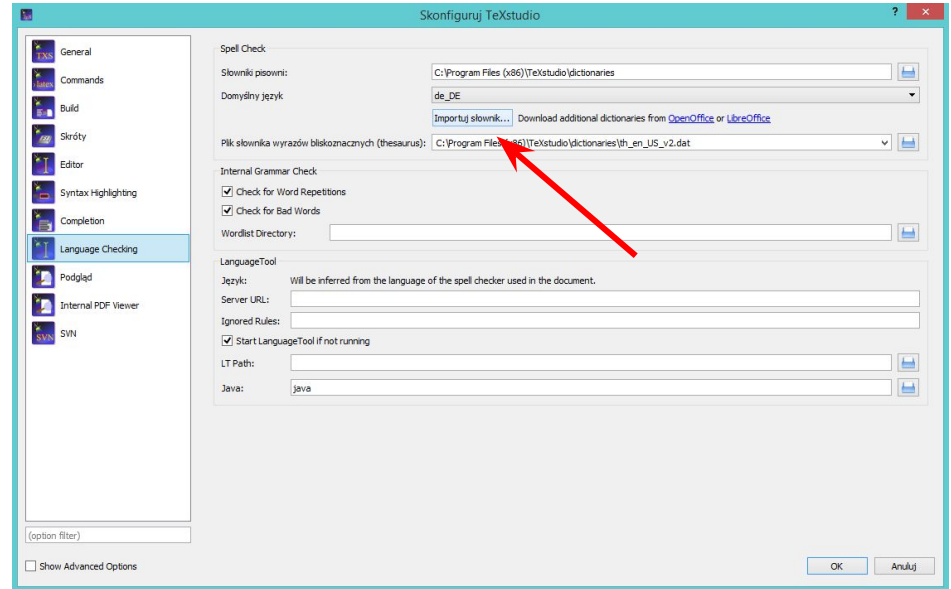 Skonfiguruj TeXstudio
?
×
TXS General
latex Commands
Build
Skróty
Editor
Syntax Highlighting
Completion
Language Checking
Podgląd
Internal PDF Viewer
SVN SVN
(option filter)
Show Advanced Options
Spell Check
Słowniki pisowni: C:\Program Files (x86)\TeXstudio\dictionaries
Domyślny język de_DE
Importuj słownik... Download additional dictionaries from OpenOffice or LibreOffice
Plik słownika wyrazów bliskoznacznych (thesaurus): C:\Program Files (x86)\TeXstudio\dictionaries\th_en_US_v2.dat
Internal Grammar Check
Check for Word Repetitions
Check for Bad Words
Wordlist Directory:
LanguageTool
Język: Will be inferred from the language of the spell checker used in the document.
Server URL:
Ignored Rules:
Start LanguageTool if not running
LT Path:
Java: java
OK Anuluj